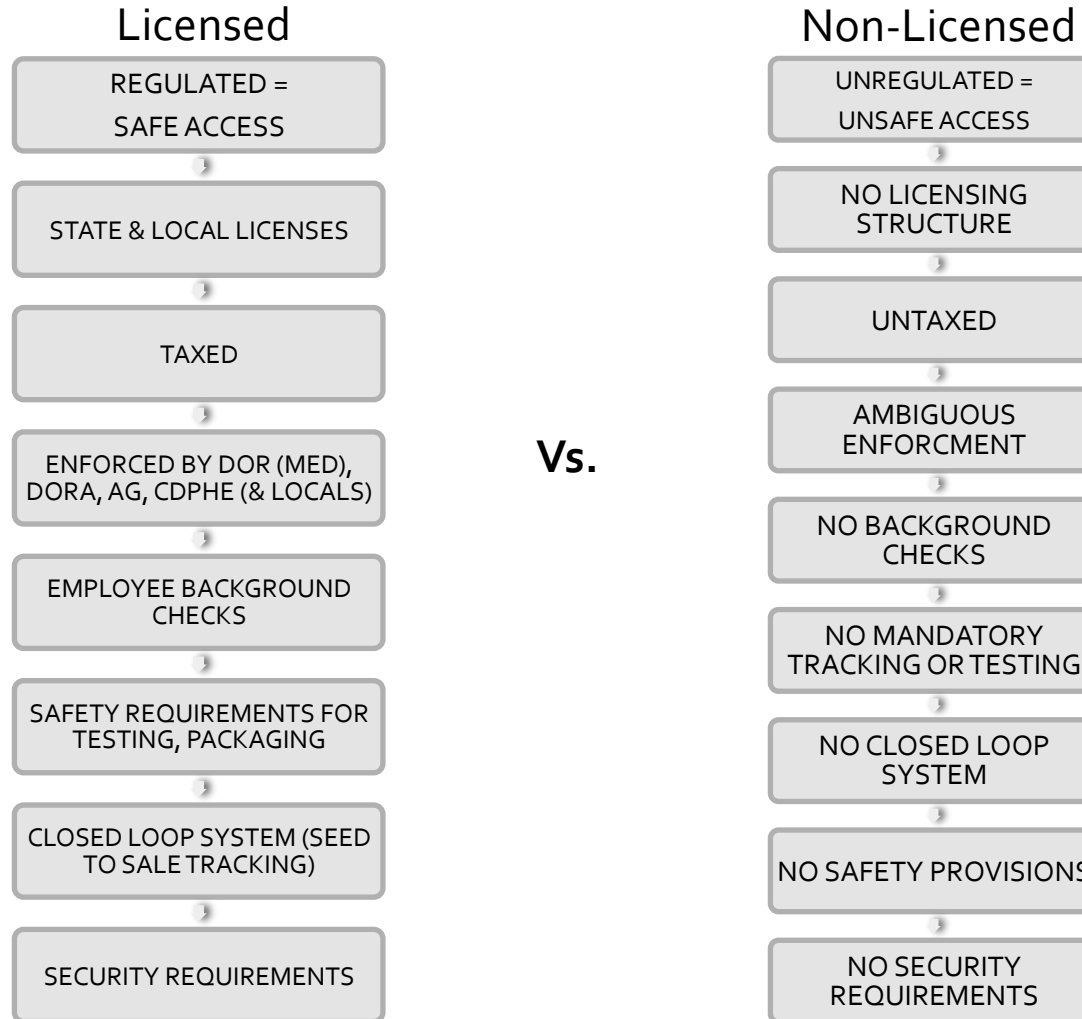 Licensed
REGULATED =
SAFE ACCESS
STATE & LOCAL LICENSES
TAXED
ENFORCED BY DOR (MED),
DORA, AG, CDPHE (& LOCALS)
EMPLOYEE BACKGROUND
CHECKS
SAFETY REQUIREMENTS FOR
TESTING, PACKAGING
CLOSED LOOP SYSTEM (SEED
TO SALE TRACKING)
SECURITY REQUIREMENTS
Vs.
Non-Licensed
UNREGULATED =
UNSAFE ACCESS
NO LICENSING
STRUCTURE
UNTAXED
AMBIGUOUS
ENFORCMENT
NO BACKGROUND
CHECKS
NO MANDATORY
TRACKING OR TESTING
NO CLOSED LOOP
SYSTEM
NO SAFETY PROVISIONS
NO SECURITY
REQUIREMENTS